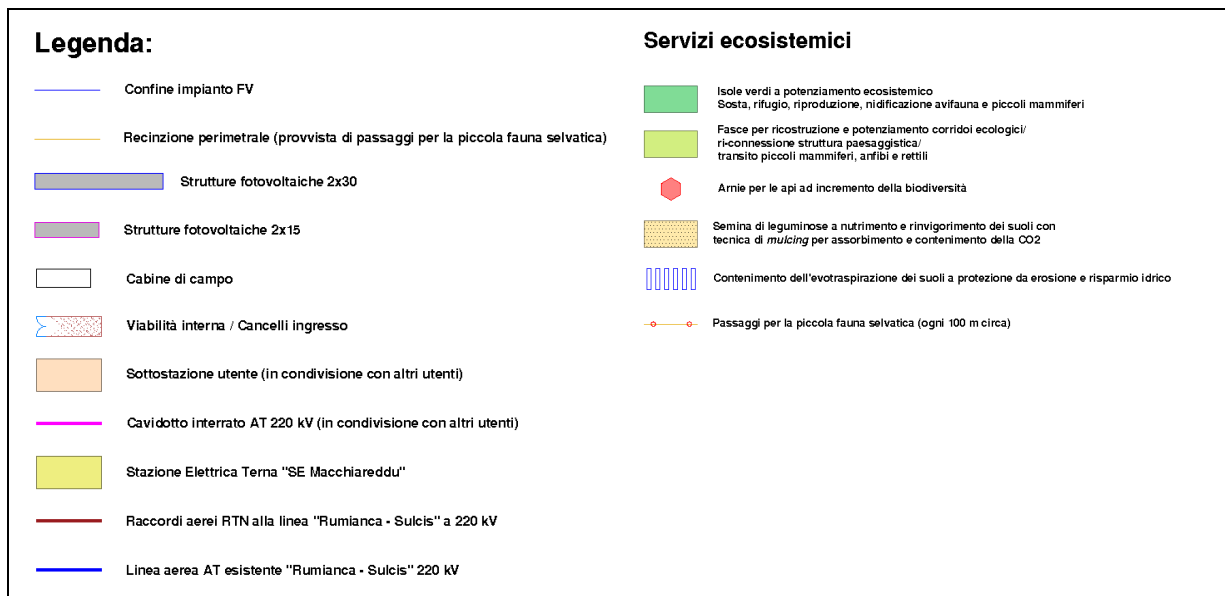 Legenda:
Confine impianto FV
Recinzione perimetrale (provvista di passaggi per la piccola fauna selvatica)
Strutture fotovoltaiche 2x30
Strutture fotovoltaiche 2x15
Cabine di campo
Viabilità interna / Cancelli ingresso
Sottostazione utente (in condivisione con altri utenti)
Cavidotto interrato AT 220 kV (in condivisione con altri utenti)
Stazione Elettrica Terna "SE Macchiareddu"
Raccordi aerei RTN alla linea "Rumianca - Sulcis" a 220 kV
Linea aerea AT esistente "Rumianca - Sulcis" 220 kV
Servizi ecosistemici
Isole verdi a potenziamento ecosistemico
Sosta, rifugio, riproduzione, nidificazione avifauna e piccoli mammiferi
Fasce per ricostruzione e potenziamento corridoi ecologici/
ri-connessione struttura paesaggistica/
transito piccoli mammiferi, anfibi e rettili
Arnie per le api ad incremento della biodiversità
Semina di leguminose a nutrimento e rinvigorimento dei suoli con
tecnica di mulcing per assorbimento e contenimento della CO2
Contenimento dell'evotraspirazione dei suoli a protezione da erosione e risparmio idrico
Passaggi per la piccola fauna selvatica (ogni 100 m circa)